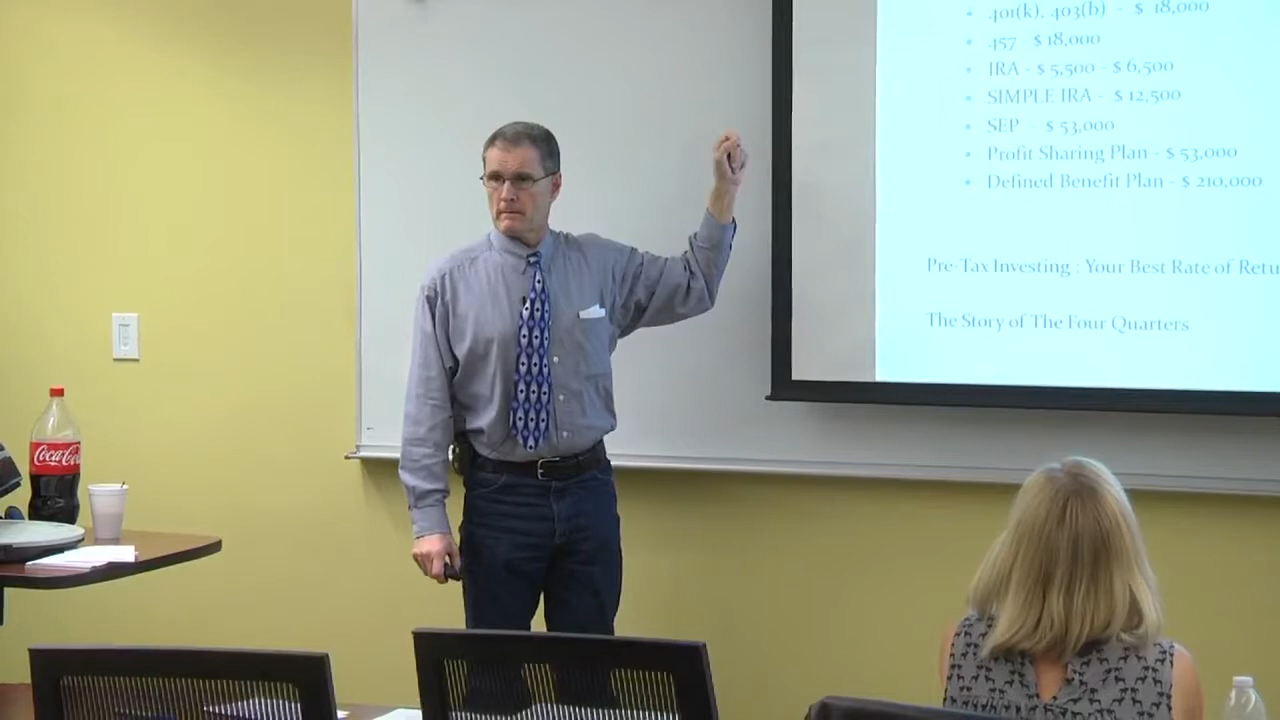 401(k), 403(b) - $ 18,000
457 - $ 18,000
IRA - $ 5,500 - $ 6,500
SIMPLE IRA - $ 12,500
SEP - $ 53,000
Profit Sharing Plan - $ 53,000
Defined Benefit Plan - $ 210,000
Pre-Tax Investing : Your Best Rate of Retu
The Story of The Four Quarters
Coca-Col